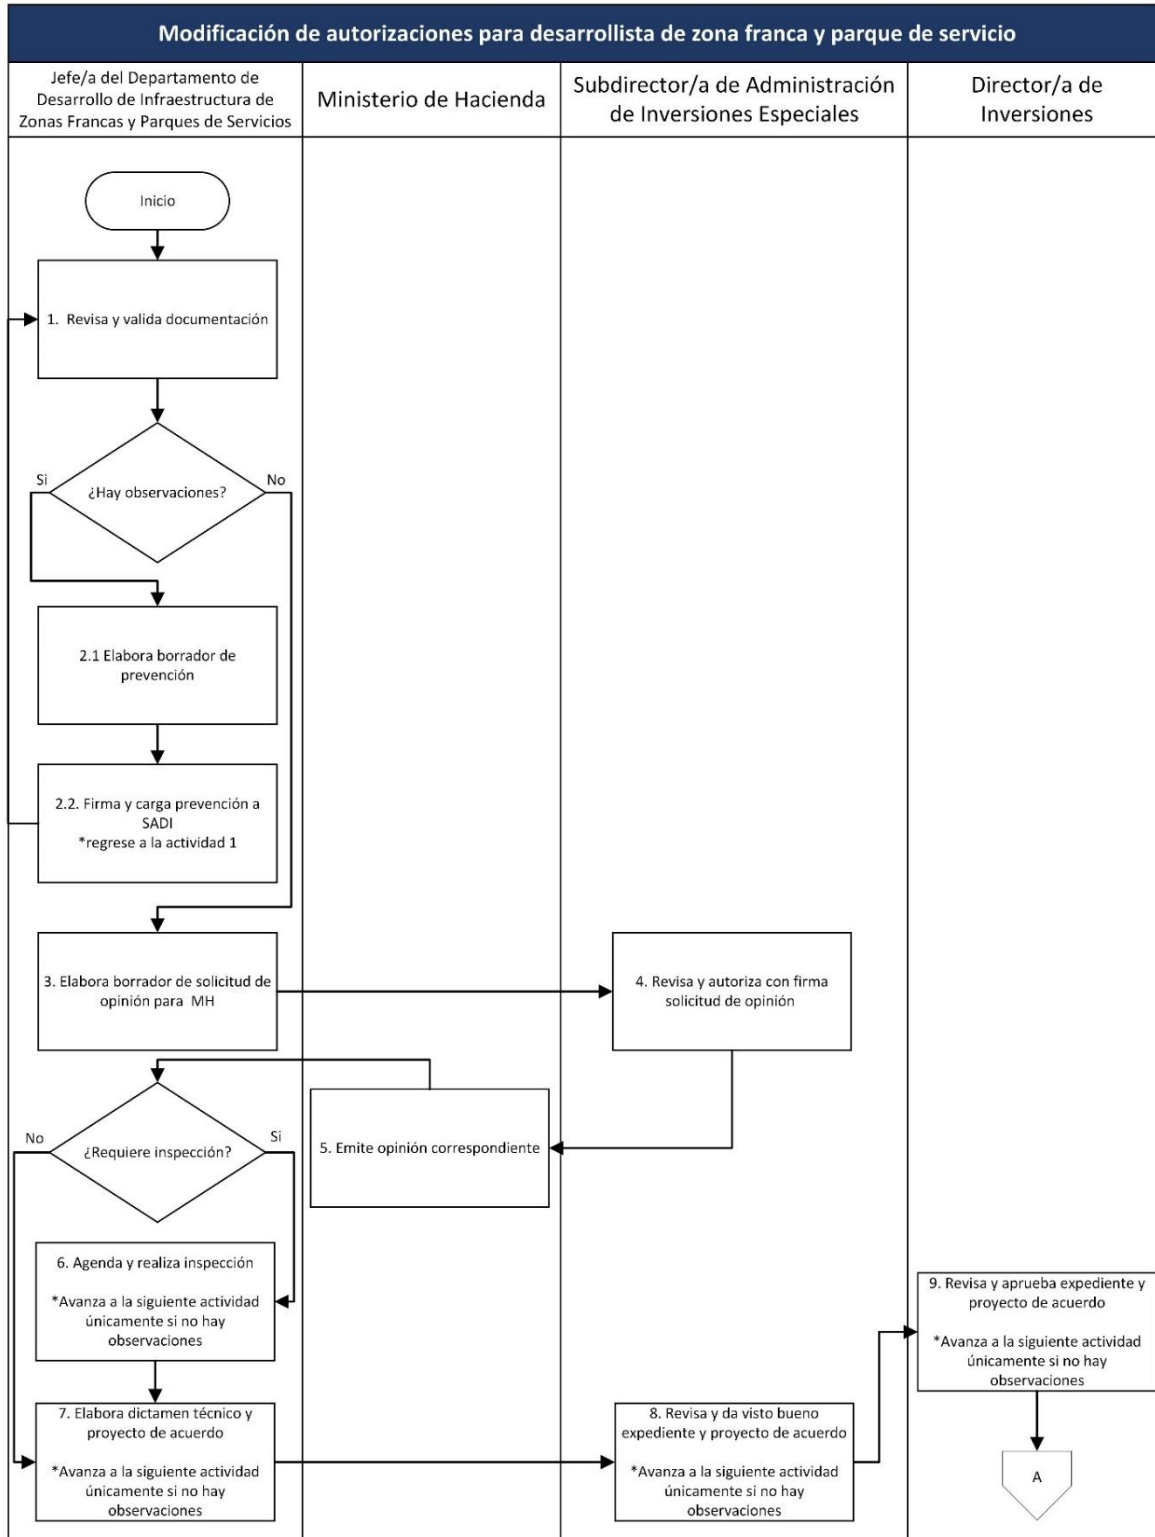 Modificación de autorizaciones para desarrollista de zona franca y parque de servicio
Jefe/a del Departamento de
Desarrollo de Infraestructura de
Zonas Francas y Parques de Servicios
Ministerio de Hacienda
Subdirector/a de Administración
de Inversiones Especiales
Director/a de
Inversiones
Inicio
1. Revisa y valida documentación
Si
¿Hay observaciones?
No
2.1 Elabora borrador de
prevención
2.2. Firma y carga prevención a
SADI
*regrese a la actividad 1
3. Elabora borrador de solicitud de
opinión para MH
4. Revisa y autoriza con firma
solicitud de opinión
5. Emite opinión correspondiente
No
¿Requiere inspección?
Si
6. Agenda y realiza inspección
*Avanza a la siguiente actividad
únicamente si no hay
observaciones
7. Elabora dictamen técnico y
proyecto de acuerdo
*Avanza a la siguiente actividad
únicamente si no hay
observaciones
8. Revisa y da visto bueno
expediente y proyecto de acuerdo
*Avanza a la siguiente actividad
únicamente si no hay
observaciones
9. Revisa y aprueba expediente y
proyecto de acuerdo
*Avanza a la siguiente actividad
únicamente si no hay
observaciones
A